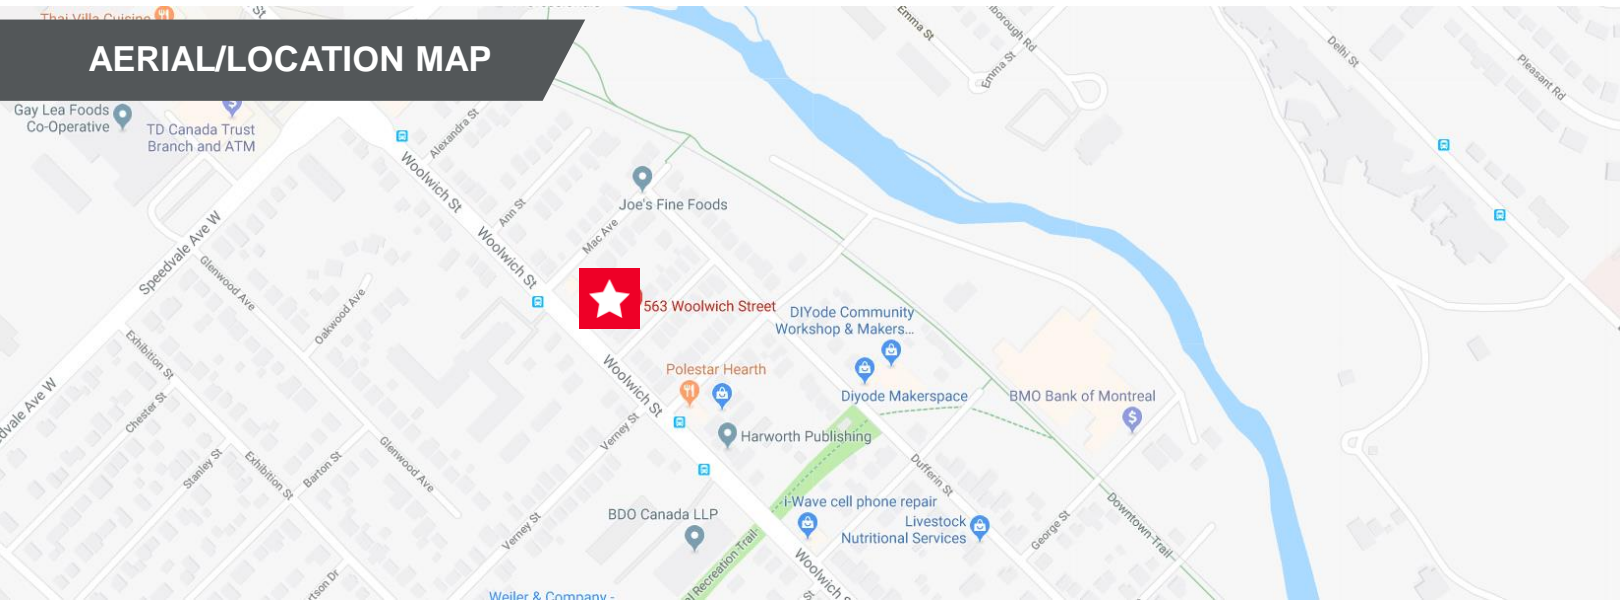 Thai Villa Cuisine
St
Emma St
Rd
Emma St
Delhi St
Pleasant Rd
AERIAL/LOCATION MAP
Gay Lea Foods
Co-Operative
TD Canada Trust
Branch and ATM
Alexandra St
Woolwich St
Joe's Fine Foods
Ann St
Mac Ave
Woolwich St
Speedvale Ave W
Glenwood Ave
Oakwood Ave
563 Woolwich Street
DIYode Community
Workshop & Makers...
Exhibition St
Woolwich St
Polestar Hearth
Diyode Makerspace
BMO Bank of Montreal
Chester St
Ave W
Verney St
Harworth Publishing
Glenwood Ave
Stanley St
Exhibition St
Barton St
Dufferin St
i-Wave cell phone repair
BDO Canada LLP
Livestock
Nutritional Services
Verney St
George St
Downtown Trail
Recreation Trail
Woolwich S
Dr
Weiler & Company -